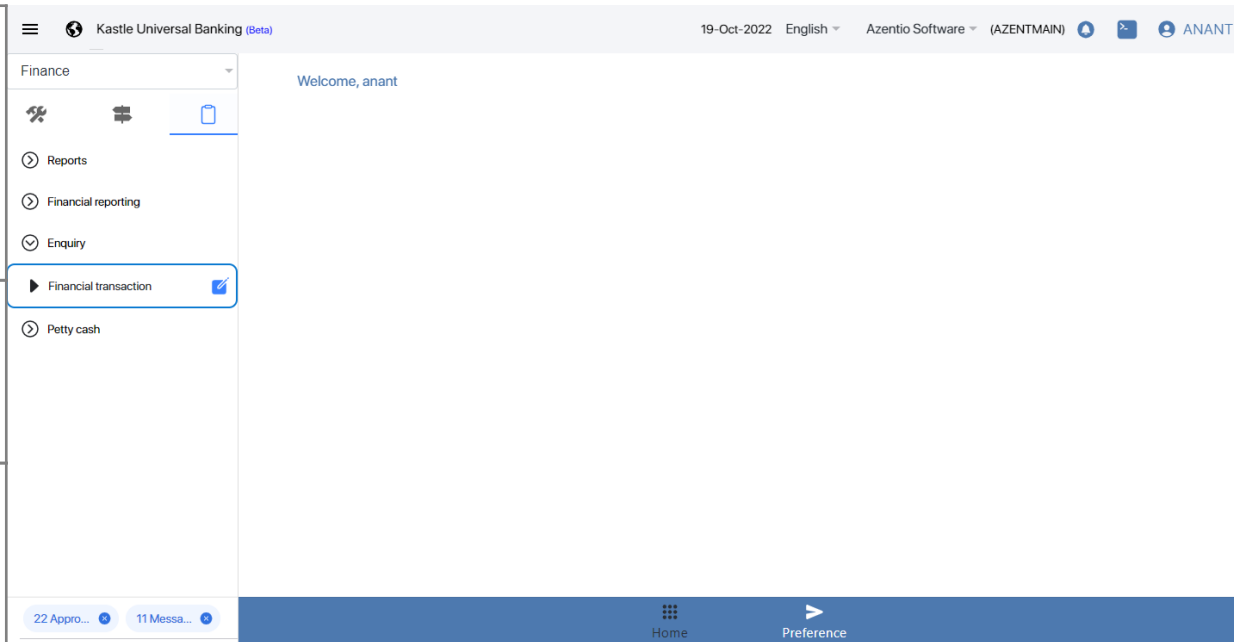 Kastle Universal Banking (Beta)
19-Oct-2022 English Azentio Software (AZENTMAIN) ANANT
Finance
Welcome, anant
Reports
Financial reporting
Enquiry
Financial transaction
Petty cash
22 Appro... 11 Messa...
Home Preference